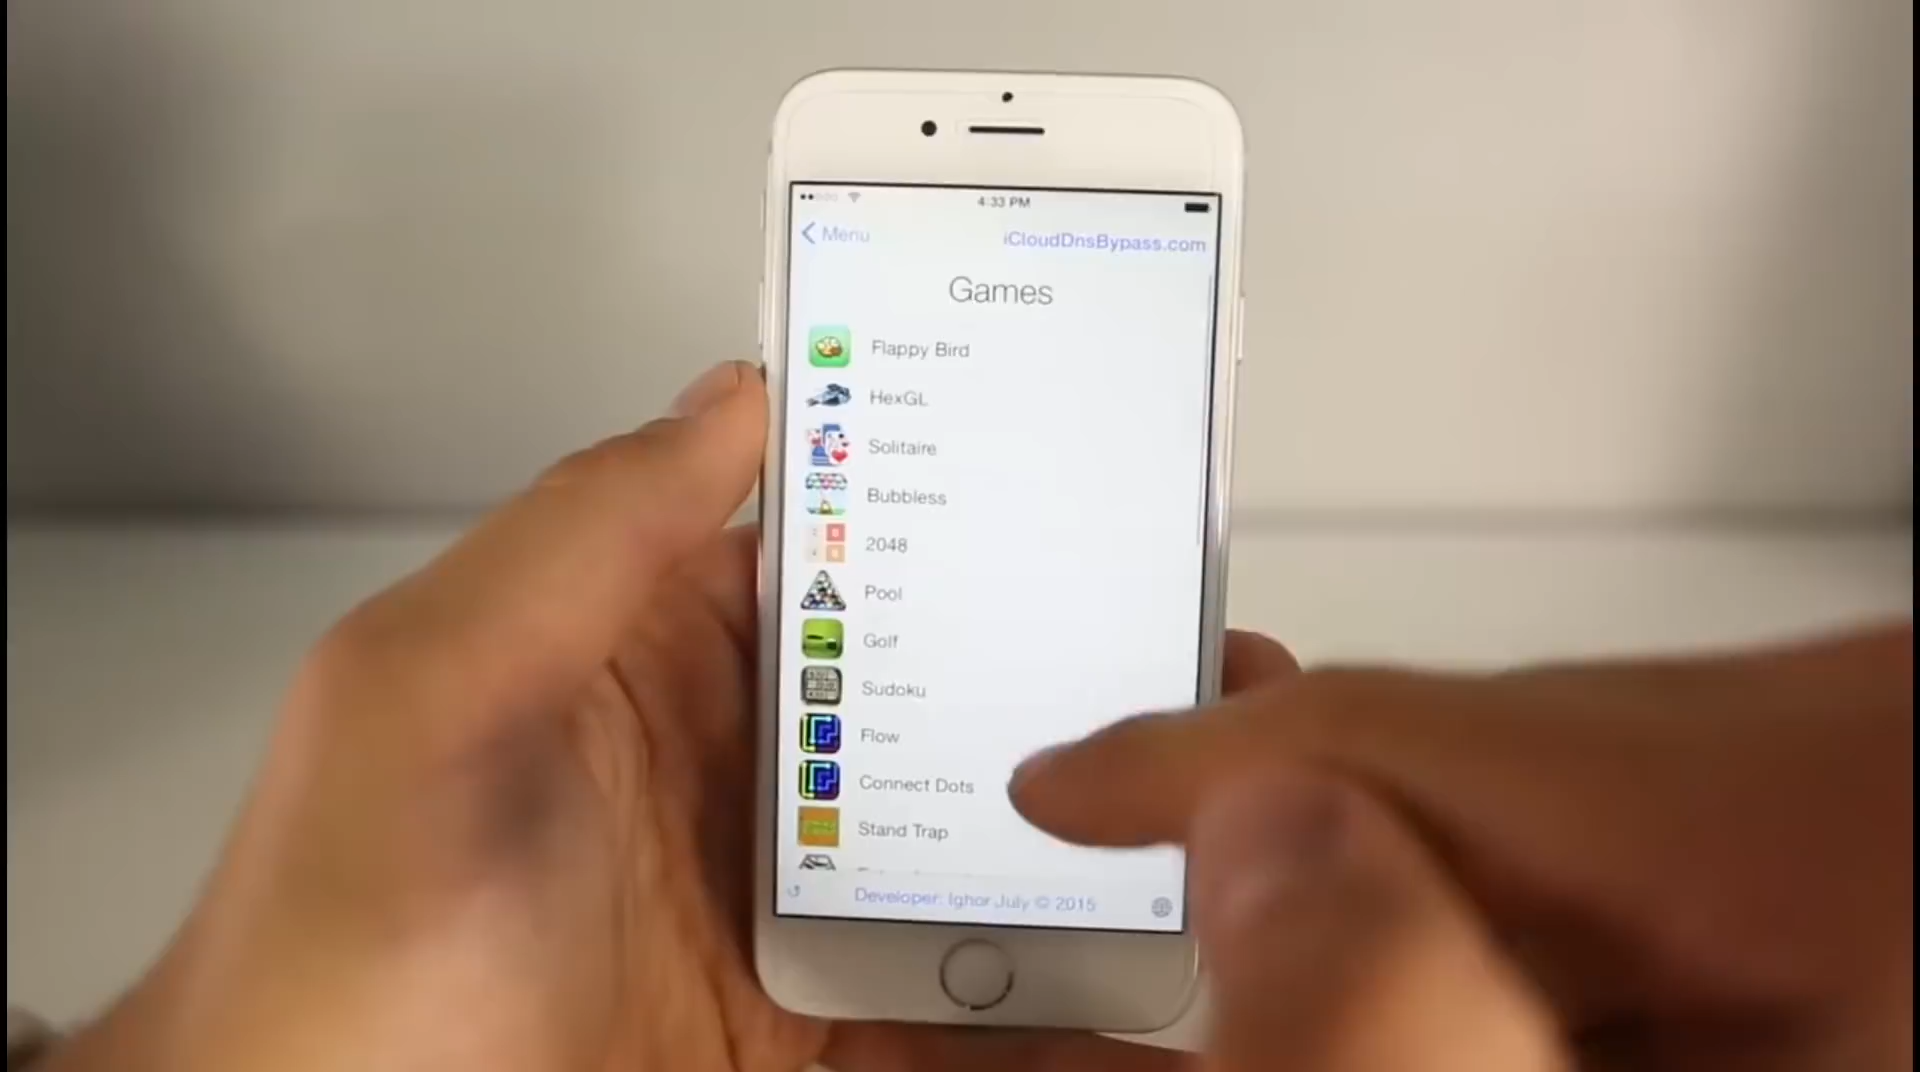 4:33 PM
Menu
iCloudDnsBypass.com
Games
Flappy Bird
HexGL
Solitaire
Bubbless
2048
Pool
Golf
Sudoku
Flow
Connect Dots
Stand Trap
Developer: Ighor July © 2015